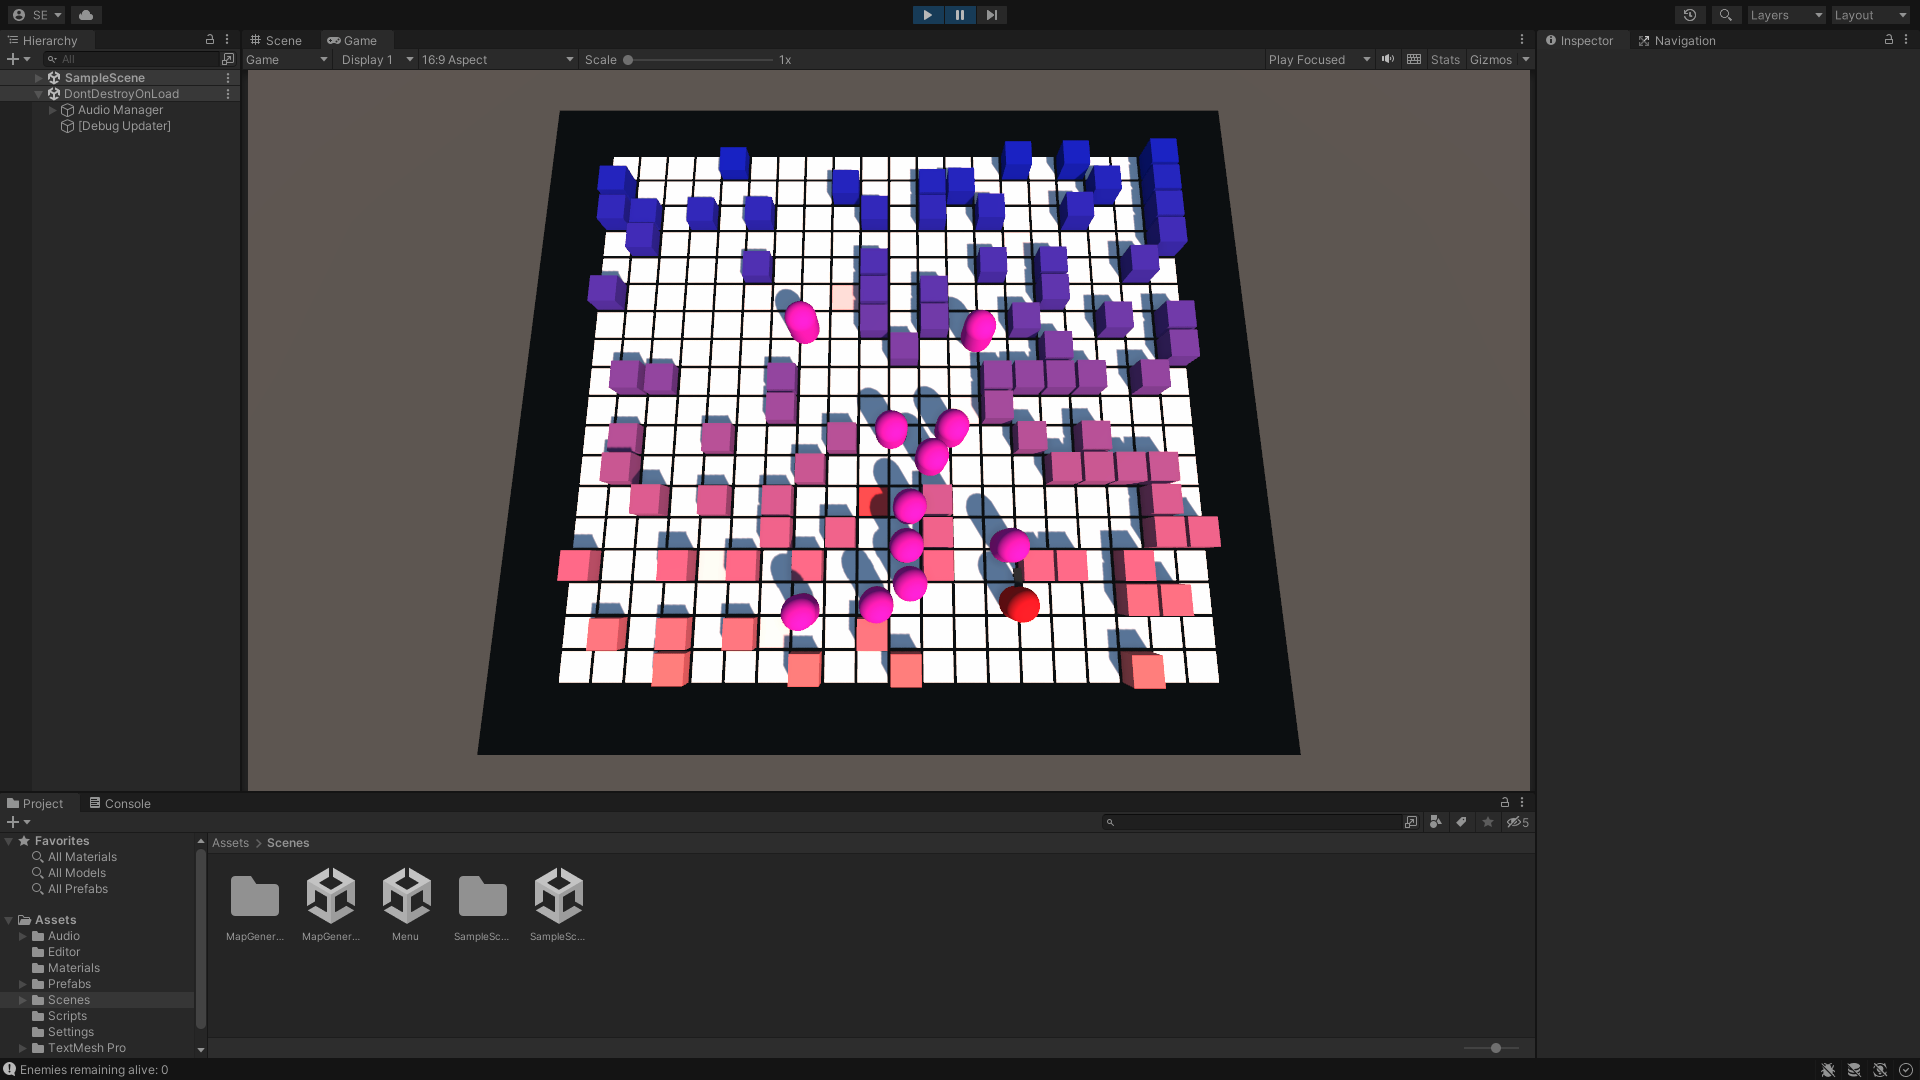 SE
Layers
Layout
Hierarchy
Scene
Game
Inspector
Navigation
All
Game
Display 1
16:9 Aspect
Scale
1x
Play Focused
Stats
Gizmos
SampleScene
DontDestroyOnLoad
Audio Manager
[Debug Updater]
Project
Console
5
Favorites
All Materials
All Models
All Prefabs
Assets
Audio
Editor
Materials
Prefabs
Scenes
Scripts
Settings
TextMesh Pro
Assets > Scenes
MapGener...
MapGener...
Menu
SampleSc...
SampleSc...
Enemies remaining alive: 0